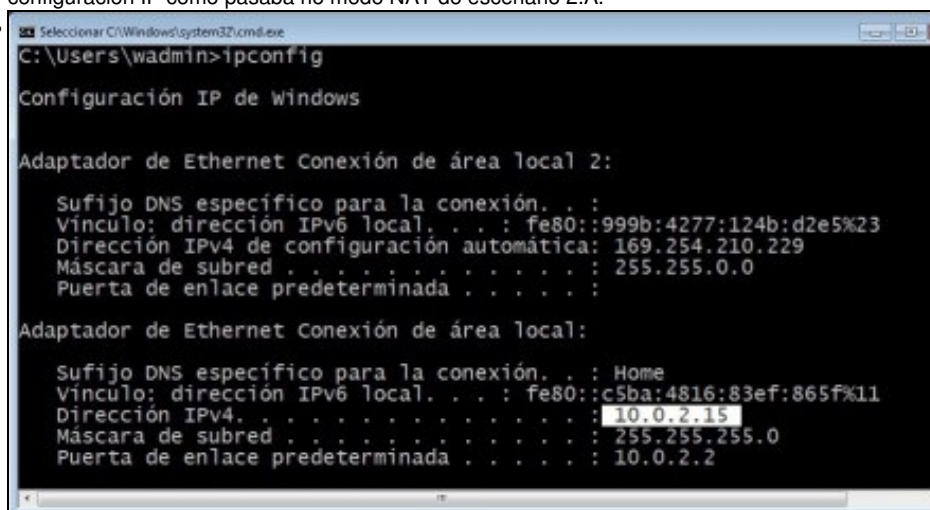 configuración IP como pasaba no modo NAT do escenario 2.A.
Seleccionar C:\Windows\system32\cmd.exe
C:\Users\wadmin>ipconfig
Configuración IP de Windows
Adaptador de Ethernet Conexión de área local 2:
Sufijo DNS específico para la conexión. . :
Vínculo: dirección IPv6 local. . . : fe80::999b:4277:124b:d2e5%23
Dirección IPv4 de configuración automática: 169.254.210.229
Máscara de subred . . . . . . . . . . . . : 255.255.0.0
Puerta de enlace predeterminada . . . . . :
Adaptador de Ethernet Conexión de área local:
Sufijo DNS específico para la conexión. . : Home
Vínculo: dirección IPv6 local. . . : fe80::c5ba:4816:83ef:865f%11
Dirección IPv4. . . . . . . . . . . . . . : 10.0.2.15
Máscara de subred . . . . . . . . . . . . : 255.255.255.0
Puerta de enlace predeterminada . . . . . : 10.0.2.2